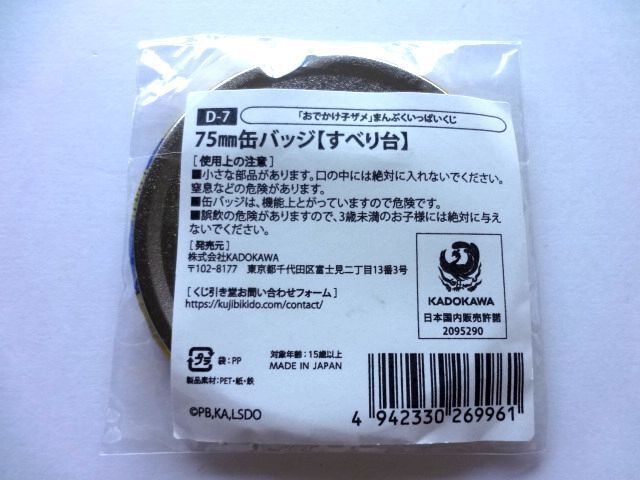 D-7 「おでかけ子ザメ」まんぷくいっぱいくじ
75mm缶バッジ【すべり台】
[使用上の注意]
■小さな部品があります。口の中には絶対に入れないでください。
窒息などの危険があります。
■缶バッジは、機能上とがっていますので危険です。
■誤飲の危険がありますので、3歳未満のお子様には絶対に与え
ないでください。
[発売元]
株式会社KADOKAWA
〒102-8177 東京都千代田区富士見二丁目13番3号
[くじ引き堂お問い合わせフォーム]
https://kujibikido.com/contact/
KADOKAWA
日本国内販売許諾
2095290
プラ 袋:PP
対象年齢:15歳以上
MADE IN JAPAN
製品素材:PET・紙・鉄
©PB,KA,LSDO
4 942330 269961